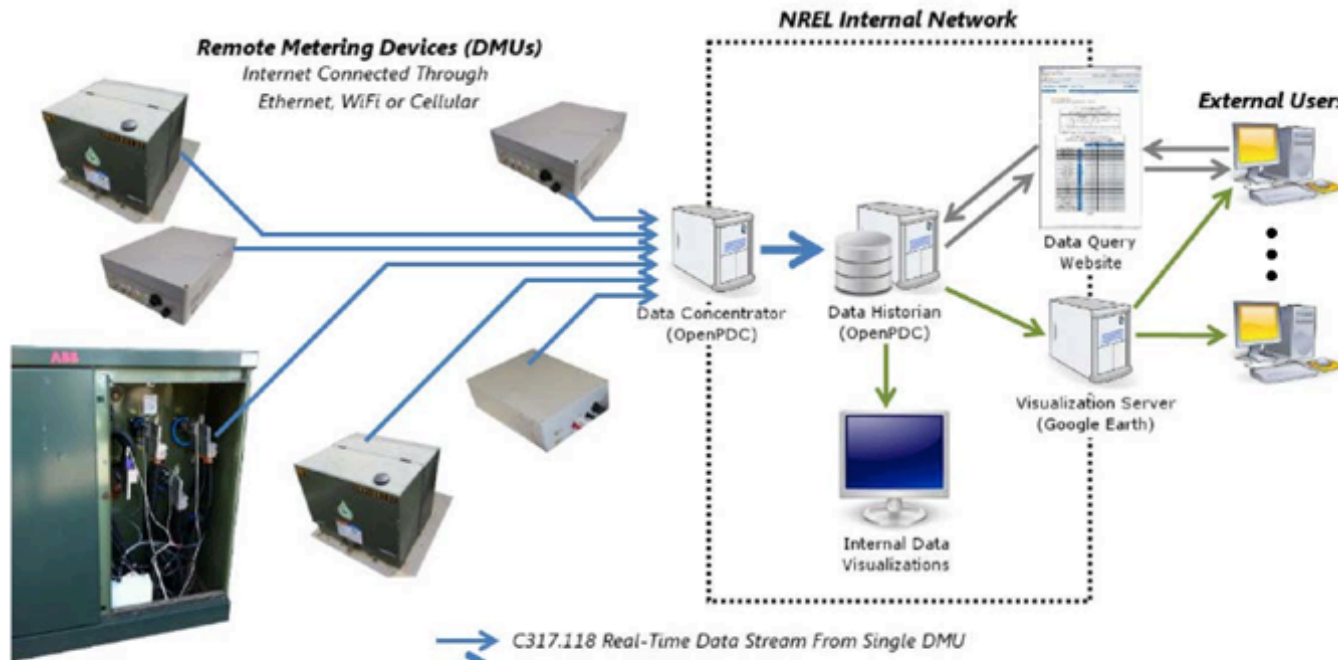 NREL Internal Network
Remote Metering Devices (DMUs)
Internet Connected Through
Ethernet, WiFi or Cellular
External Users
Data Query
Website
Data Concentrator
(OpenPDC)
Data Historian
(OpenPDC)
Visualization Server
(Google Earth)
ABB
Internal Data
Visualizations
C317.118 Real-Time Data Stream From Single DMU